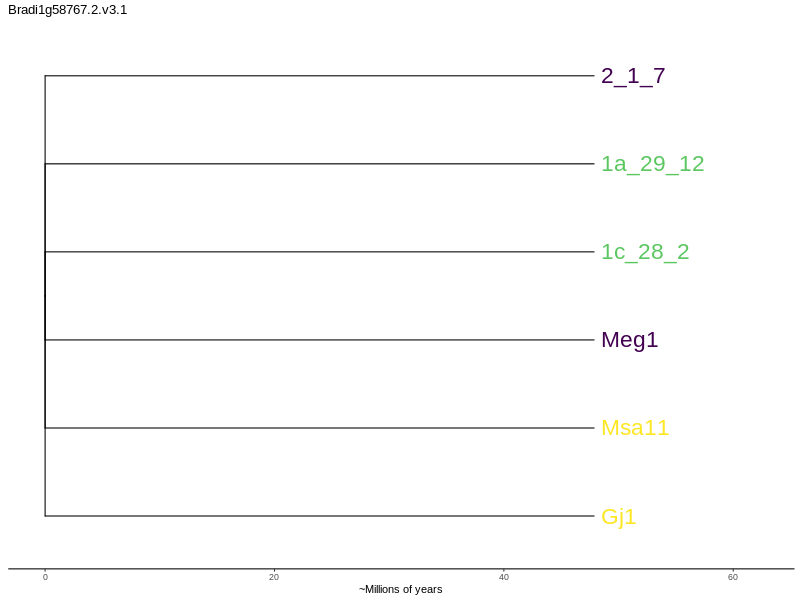 Bradi1g58767.2.v3.1
2_1_7
1a_29_12
1c_28_2
Meg1
Msa11
Gj1
0 20 40 60
~Millions of years